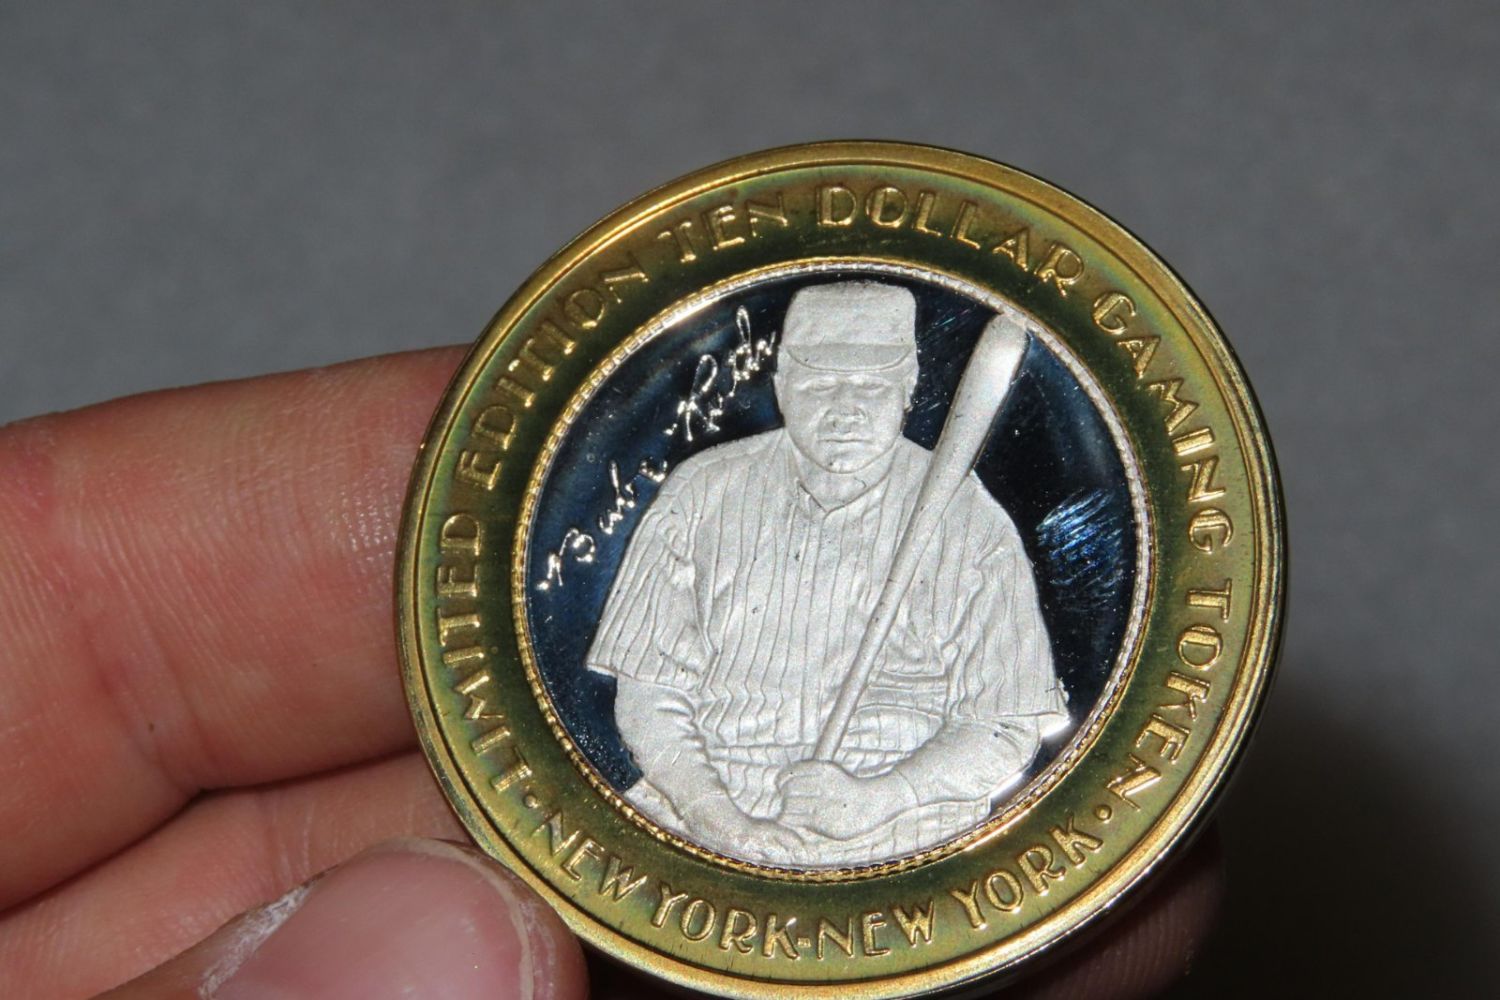 LIMITED EDITION TEN DOLLAR GAMING TOKEN
• NEW YORK-NEW YORK •
Babe Ruth